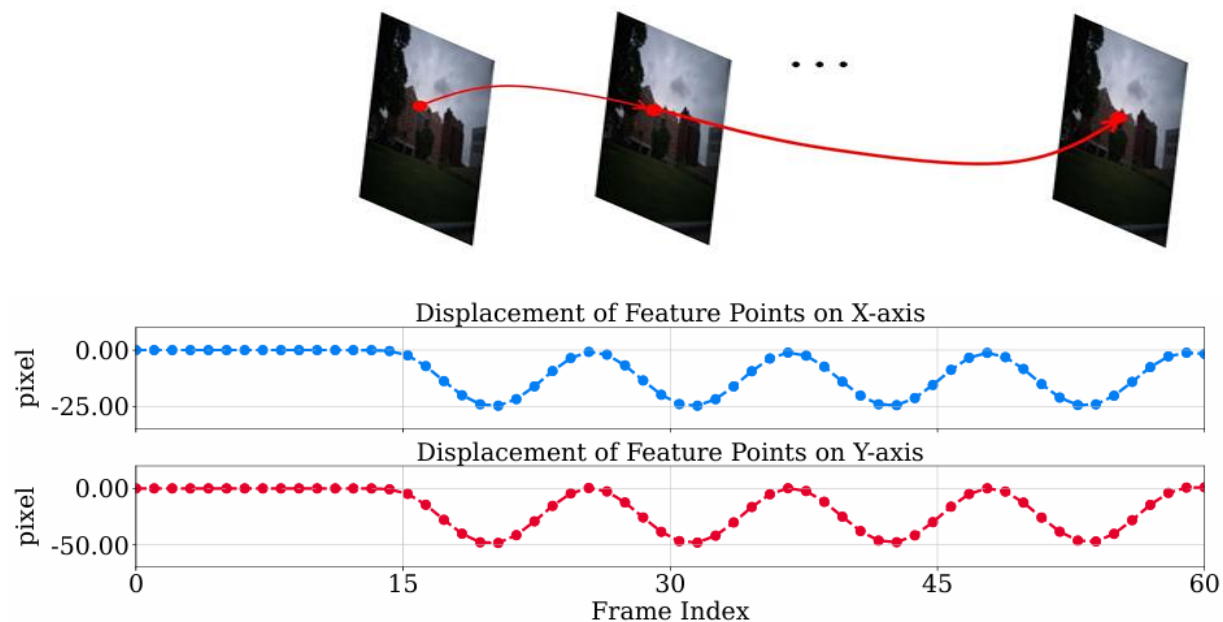 Displacement of Feature Points on X-axis
pixel
0.00
-25.00
Displacement of Feature Points on Y-axis
pixel
0.00
-50.00
0 15 30 45 60
Frame Index